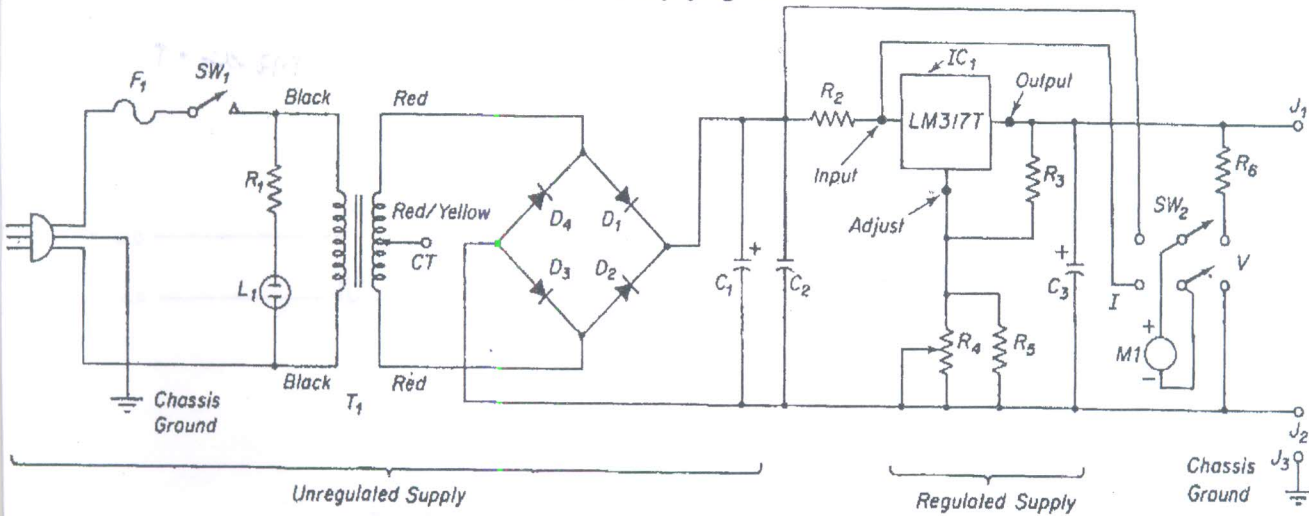 F1
SW1
Black
Red
R1
L1
Red/Yellow
CT
Black
Red
T1
Chassis
Ground
D4
D1
D3
D2
C1
+
C2
R2
IC1
LM317T
Output
Input
Adjust
R3
R4
R5
+
C3
I
SW2
R6
V
+
M1
-
J1
J2
J3
Chassis
Ground
Unregulated Supply
Regulated Supply